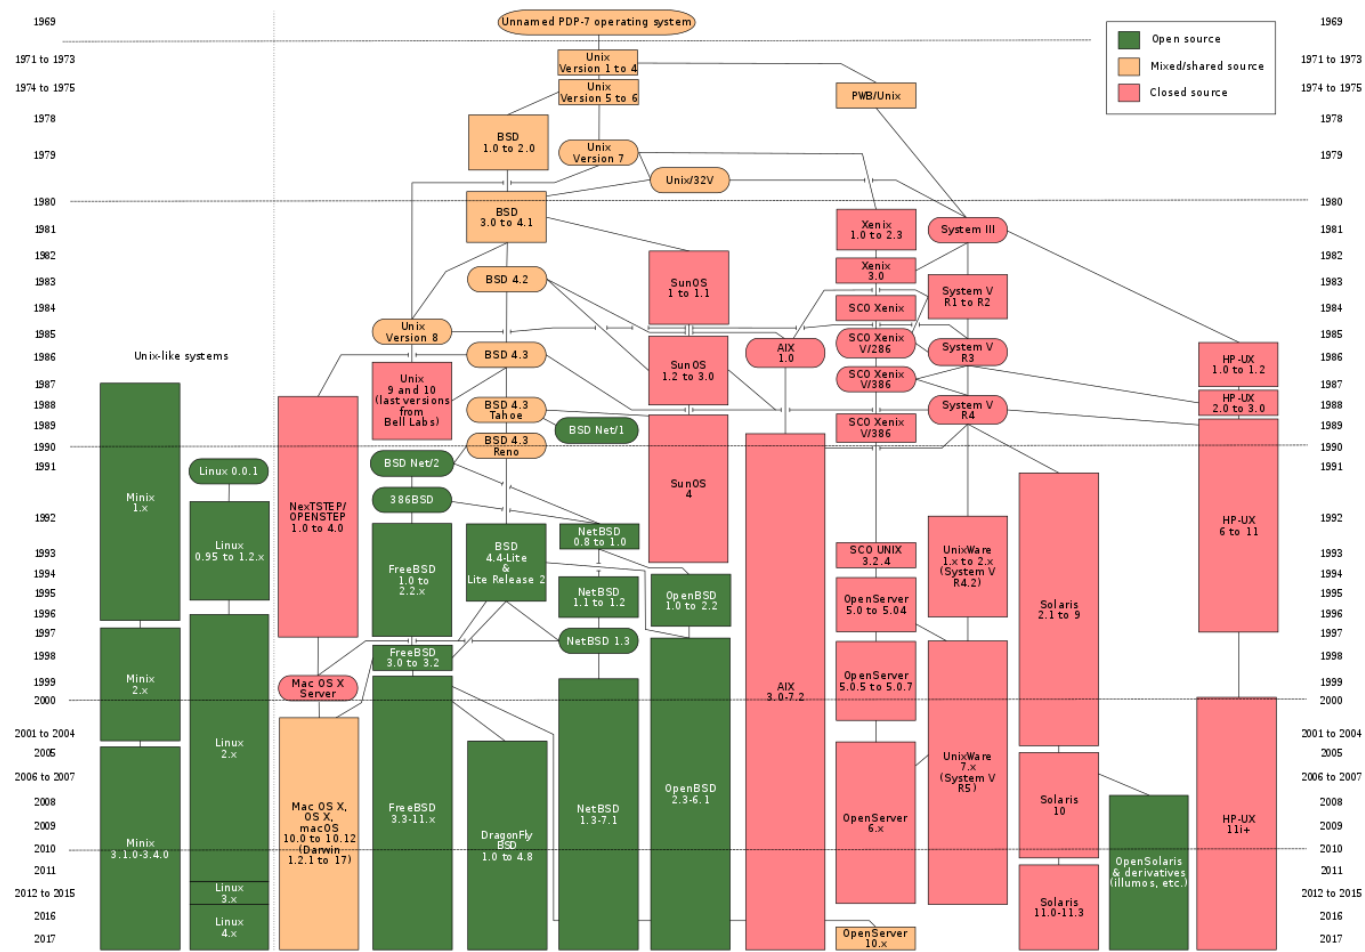 1969
1971 to 1973
1974 to 1975
1978
1979
1980
1981
1982
1983
1984
1985
1986
1987
1988
1989
1990
1991
1992
1993
1994
1995
1996
1997
1998
1999
2000
2001 to 2004
2005
2006 to 2007
2008
2009
2010
2011
2012 to 2015
2016
2017
Unix-like systems
Minix
1.x
Minix
2.x
Minix
3.1.0-3.4.0
Linux 0.0.1
Linux
0.95 to 1.2.x
Linux
2.x
Linux
3.x
Linux
4.x
Unnamed PDP-7 operating system
Unix
Version 1 to 4
Unix
Version 5 to 6
PWB/Unix
BSD
1.0 to 2.0
Unix
Version 7
Unix/32V
BSD
3.0 to 4.1
BSD 4.2
Unix
Version 8
BSD 4.3
Unix
9 and 10
(last versions
from
Bell Labs)
BSD 4.3
Tahoe
BSD Net/1
BSD 4.3
Reno
BSD Net/2
386BSD
NexTSTEP/
OPENSTEP
1.0 to 4.0
Mac OS X
Server
Mac OS X,
OS X,
macOS
10.0 to 10.12
(Darwin
1.2.1 to 17)
FreeBSD
1.0 to
2.2.x
FreeBSD
3.0 to 3.2
FreeBSD
3.3-11.x
BSD
4.4-Lite
&
Lite Release 2
DragonFly
BSD
1.0 to 4.8
NetBSD
0.8 to 1.0
NetBSD
1.1 to 1.2
NetBSD 1.3
NetBSD
1.3-7.1
OpenBSD
1.0 to 2.2
OpenBSD
2.3-6.1
SunOS
1 to 1.1
SunOS
1.2 to 3.0
SunOS
4
AIX
1.0
AIX
3.0-7.2
Xenix
1.0 to 2.3
Xenix
3.0
SCO Xenix
SCO Xenix
V/286
SCO Xenix
V/386
SCO Xenix
V/386
SCO UNIX
3.2.4
OpenServer
5.0 to 5.04
OpenServer
5.0.5 to 5.0.7
OpenServer
6.x
OpenServer
10.x
System III
System V
R1 to R2
System V
R3
System V
R4
UnixWare
1.x to 2.x
(System V
R4.2)
UnixWare
7.x
(System V
R5)
Solaris
2.1 to 9
Solaris
10
Solaris
11.0-11.3
OpenSolaris
& derivatives
(illumos, etc.)
HP-UX
1.0 to 1.2
HP-UX
2.0 to 3.0
HP-UX
6 to 11
HP-UX
11i+
Open source
Mixed/shared source
Closed source
1969
1971 to 1973
1974 to 1975
1978
1979
1980
1981
1982
1983
1984
1985
1986
1987
1988
1989
1990
1991
1992
1993
1994
1995
1996
1997
1998
1999
2000
2001 to 2004
2005
2006 to 2007
2008
2009
2010
2011
2012 to 2015
2016
2017